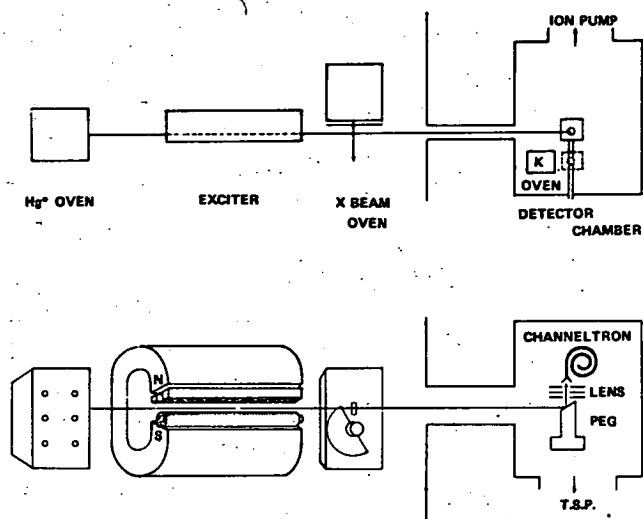 ION PUMP
K
OVEN
Hg* OVEN
EXCITER
X BEAM
OVEN
DETECTOR
CHAMBER
CHANNELTRON
N
LENS
S
PEG
T.S.P.